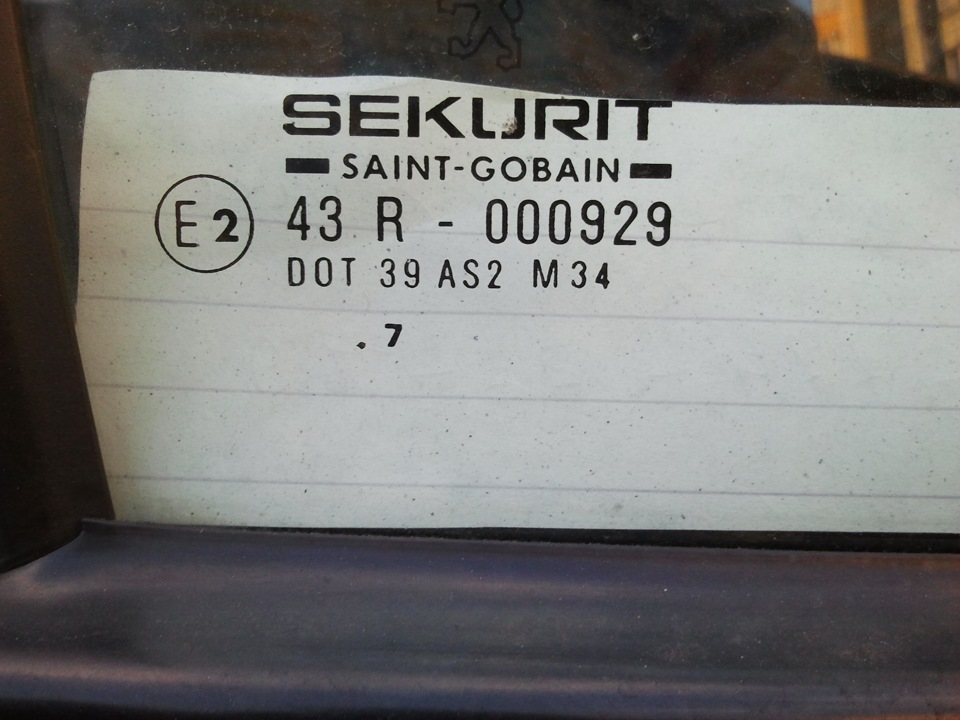 SEKURIT
SAINT-GOBAIN
E2 43 R - 000929
DOT 39 AS2 M34
. 7